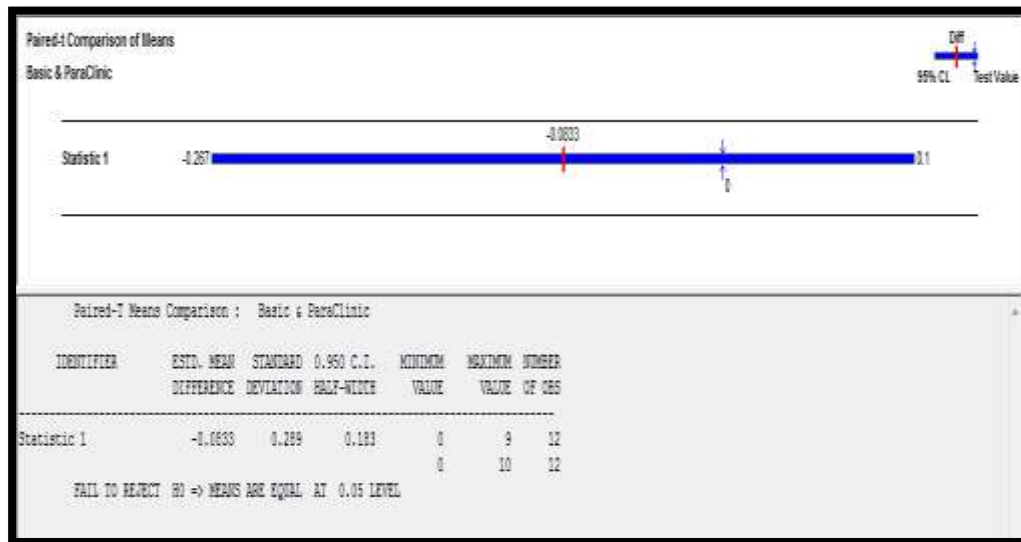 Paired-t Comparison of Means
Diff
Basic & ParaClinic
95% CL Test Value
-0.0833
Statistic 1 -0.267 0.1
0
Paired-T Means Comparison : Basic & ParaClinic
IDENTIFIER ESTD. MEAN STANDARD 0.950 C.I. MINIMUM MAXIMUM NUMBER
DIFFERENCE DEVIATION HALF-WIDTH VALUE VALUE OF OBS
Statistic 1 -0.0833 0.289 0.183 0 9 12
0 10 12
FAIL TO REJECT H0 => MEANS ARE EQUAL AT 0.05 LEVEL